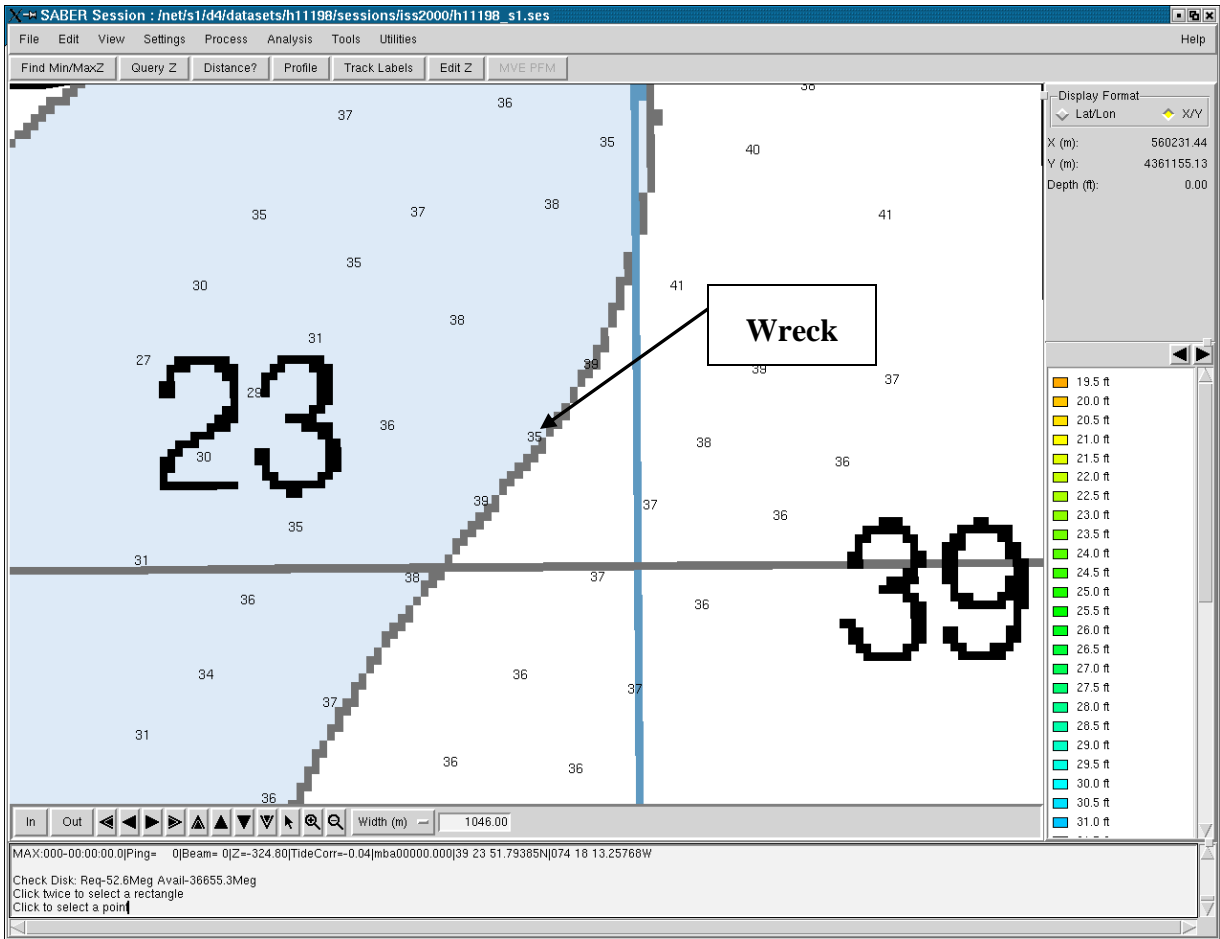 SABER Session : /net/s1/d4/datasets/h11198/sessions/iss2000/h11198_s1.ses
File Edit View Settings Process Analysis Tools Utilities Help
Find Min/MaxZ Query Z Distance? Profile Track Labels Edit Z MVE PFM
Display Format
Lat/Lon X/Y
X (m): 560231.44
Y (m): 4361155.13
Depth (ft): 0.00
38
36
37
35
40
38
37
35
41
35
30
41
38
31
27
39
39
37
29
23
36
35
38
30
36
39
37
36
35
39
31
38
37
36
36
34
36
37
37
31
36
36
36
Wreck
19.5 ft
20.0 ft
20.5 ft
21.0 ft
21.5 ft
22.0 ft
22.5 ft
23.0 ft
23.5 ft
24.0 ft
24.5 ft
25.0 ft
25.5 ft
26.0 ft
26.5 ft
27.0 ft
27.5 ft
28.0 ft
28.5 ft
29.0 ft
29.5 ft
30.0 ft
30.5 ft
31.0 ft
In Out Width (m) 1046.00
MAX:000-00:00:00.0|Ping= 0|Beam= 0|Z=-324.80|TideCorr=-0.04|mba00000.000|39 23 51.79385N|074 18 13.25768W
Check Disk: Req-52.6Meg Avail-36655.3Meg
Click twice to select a rectangle
Click to select a point